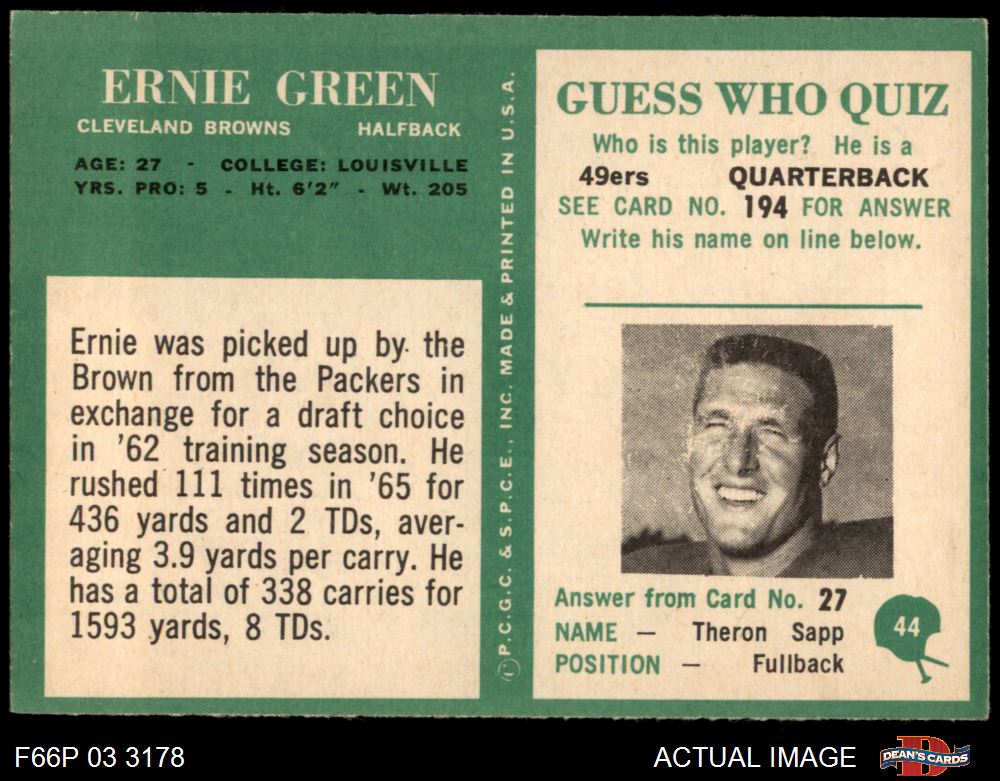 ERNIE GREEN
CLEVELAND BROWNS HALFBACK
AGE: 27 - COLLEGE: LOUISVILLE
YRS. PRO: 5 - Ht. 6'2" - Wt. 205
Ernie was picked up by the
Brown from the Packers in
exchange for a draft choice
in '62 training season. He
rushed 111 times in '65 for
436 yards and 2 TDs, aver-
aging 3.9 yards per carry. He
has a total of 338 carries for
1593 yards, 8 TDs.
© P.C.G.C. & S.P.C.E., INC. MADE & PRINTED IN U.S.A.
GUESS WHO QUIZ
Who is this player? He is a
49ers QUARTERBACK
SEE CARD NO. 194 FOR ANSWER
Write his name on line below.
Answer from Card No. 27
NAME — Theron Sapp
POSITION — Fullback
44
F66P 03 3178
ACTUAL IMAGE
DEAN'S CARDS